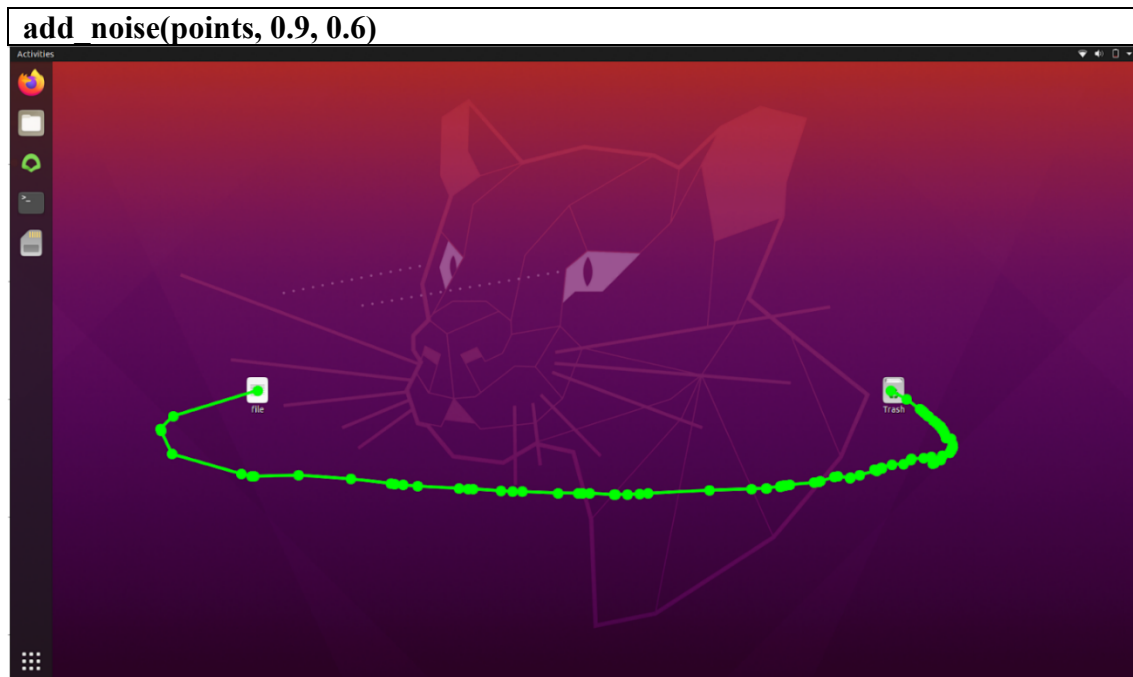 add_noise(points, 0.9, 0.6)
Activities
>_
file
Trash